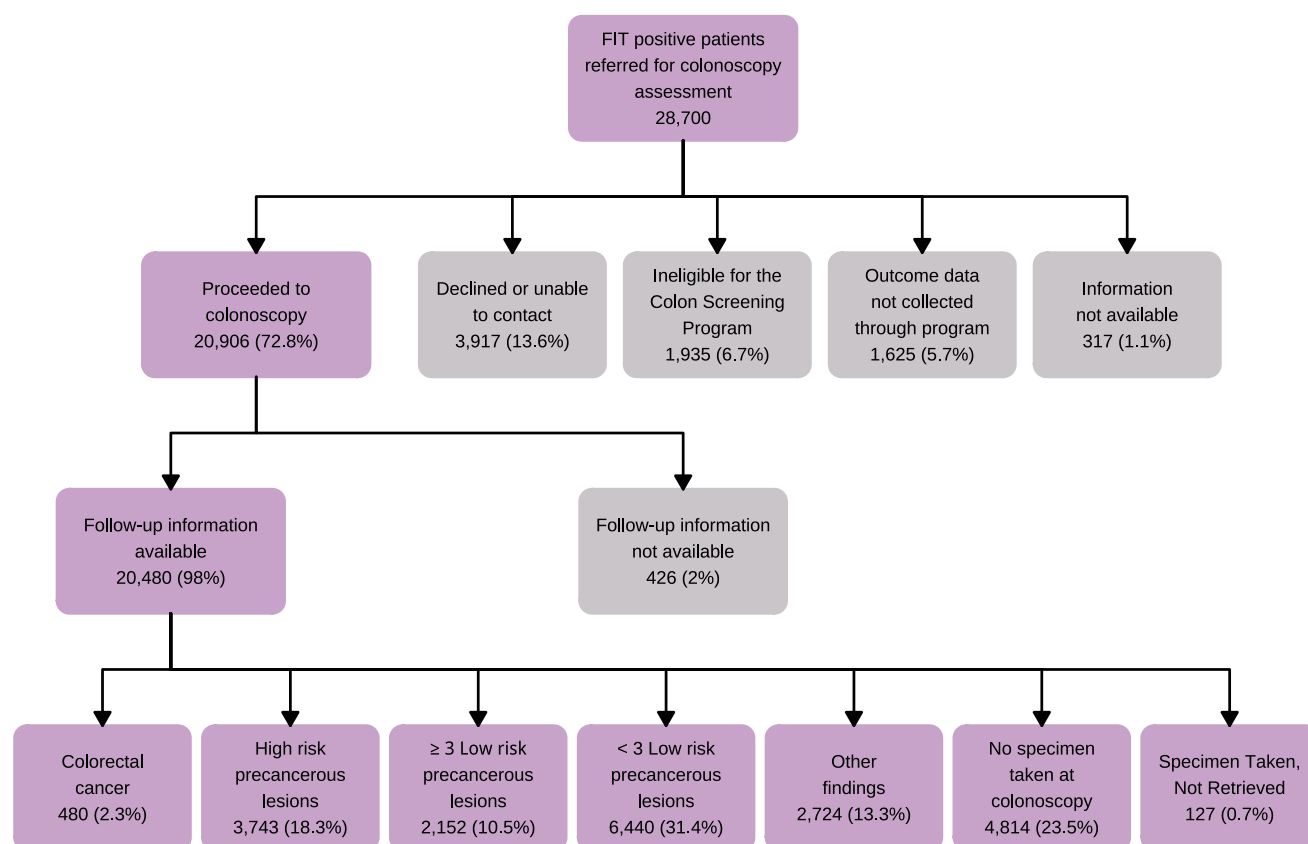 FIT positive patients
referred for colonoscopy
assessment
28,700
Proceeded to
colonoscopy
20,906 (72.8%)
Declined or unable
to contact
3,917 (13.6%)
Ineligible for the
Colon Screening
Program
1,935 (6.7%)
Outcome data
not collected
through program
1,625 (5.7%)
Information
not available
317 (1.1%)
Follow-up information
available
20,480 (98%)
Follow-up information
not available
426 (2%)
Colorectal
cancer
480 (2.3%)
High risk
precancerous
lesions
3,743 (18.3%)
≥ 3 Low risk
precancerous
lesions
2,152 (10.5%)
< 3 Low risk
precancerous
lesions
6,440 (31.4%)
Other
findings
2,724 (13.3%)
No specimen
taken at
colonoscopy
4,814 (23.5%)
Specimen Taken,
Not Retrieved
127 (0.7%)